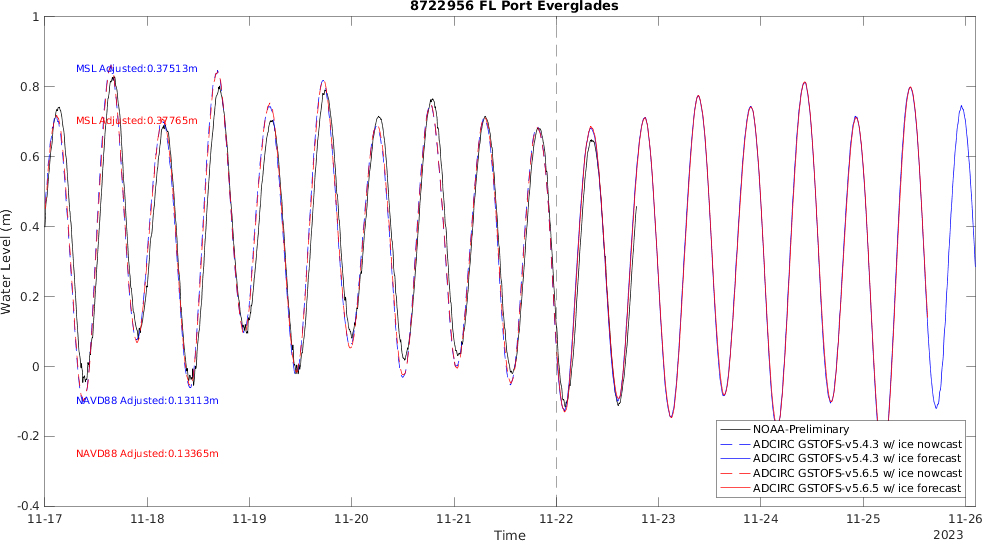 8722956 FL Port Everglades
1
0.8
0.6
0.4
0.2
0
-0.2
-0.4
Water Level (m)
MSL Adjusted:0.37513m
MSL Adjusted:0.37765m
NAVD88 Adjusted:0.13113m
NAVD88 Adjusted:0.13365m
NOAA-Preliminary
ADCIRC GSTOFS-v5.4.3 w/ ice nowcast
ADCIRC GSTOFS-v5.4.3 w/ ice forecast
ADCIRC GSTOFS-v5.6.5 w/ ice nowcast
ADCIRC GSTOFS-v5.6.5 w/ ice forecast
11-17 11-18 11-19 11-20 11-21 11-22 11-23 11-24 11-25 11-26
Time
2023